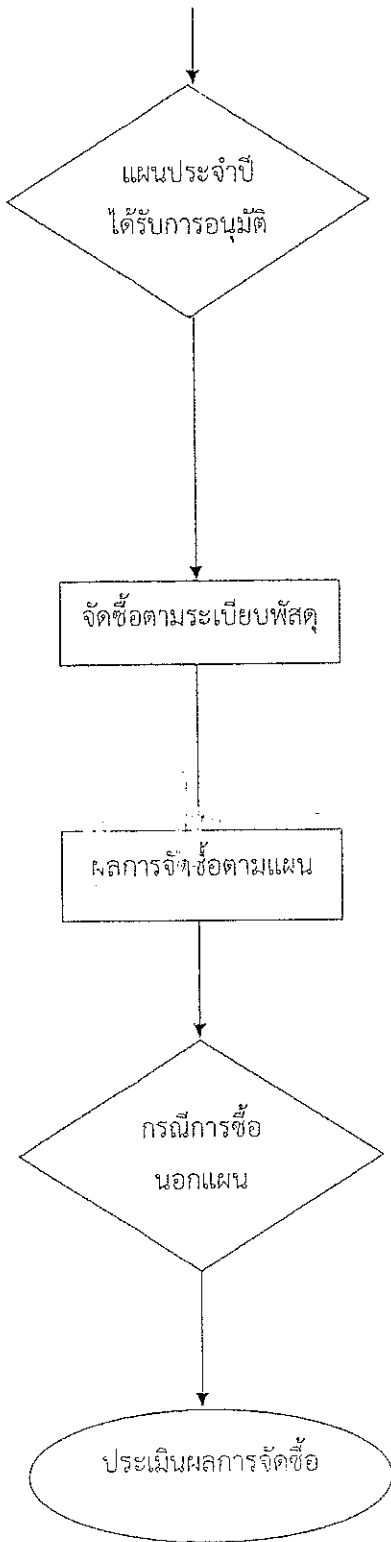 แผนประจำปี
ได้รับการอนุมัติ
จัดซื้อตามระเบียบพัสดุ
ผลการจัดซื้อตามแผน
กรณีการซื้อ
นอกแผน
ประเมินผลการจัดซื้อ